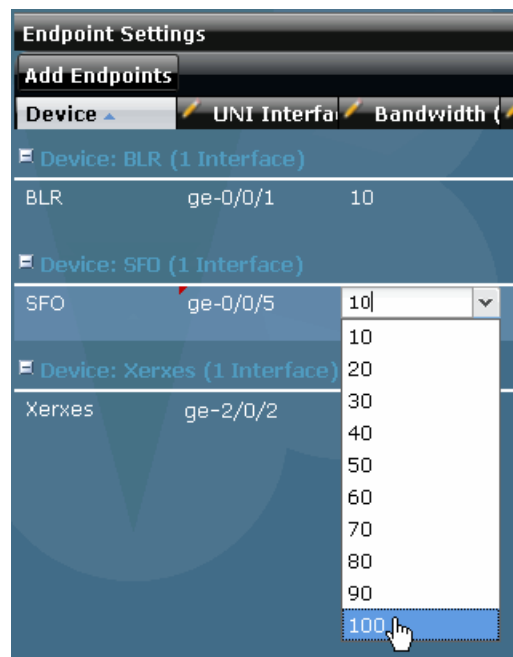 Endpoint Settings
Add Endpoints
Device UNI Interfa Bandwidth (
Device: BLR (1 Interface)
BLR ge-0/0/1 10
Device: SFO (1 Interface)
SFO ge-0/0/5 10
10
Device: Xerxes (1 Interface) 20
30
Xerxes ge-2/0/2
40
50
60
70
80
90
100